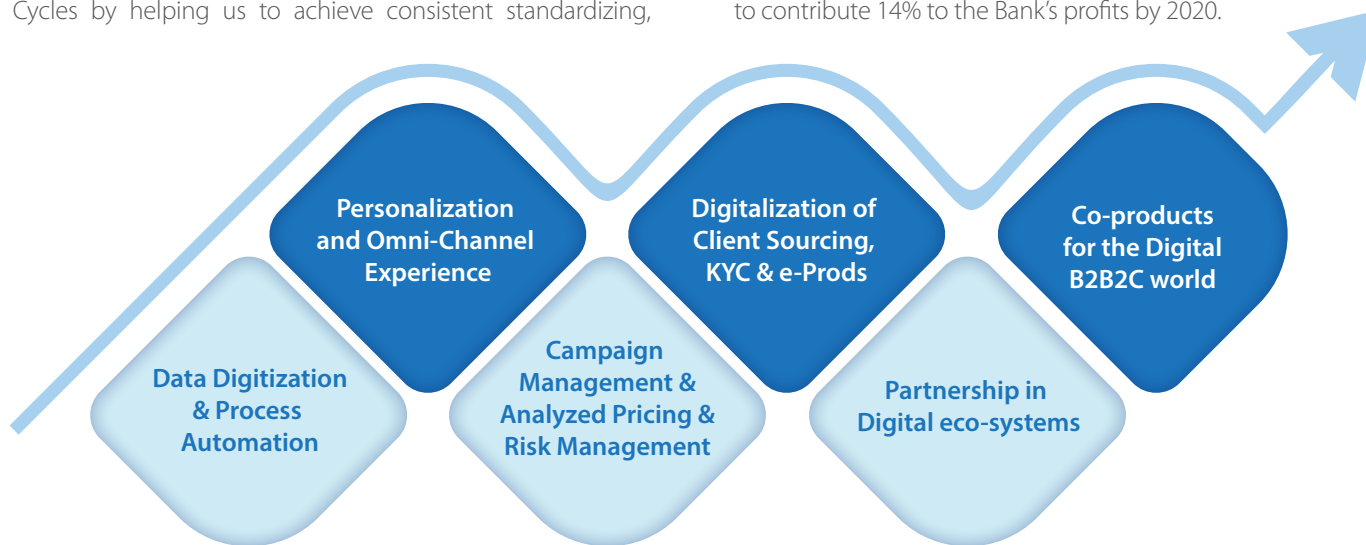 Cycles by helping us to achieve consistent standardizing,
to contribute 14% to the Bank’s profits by 2020.
Data Digitization
& Process
Automation
Personalization
and Omni-Channel
Experience
Campaign
Management &
Analyzed Pricing &
Risk Management
Digitalization of
Client Sourcing,
KYC & e-Prods
Partnership in
Digital eco-systems
Co-products
for the Digital
B2B2C world